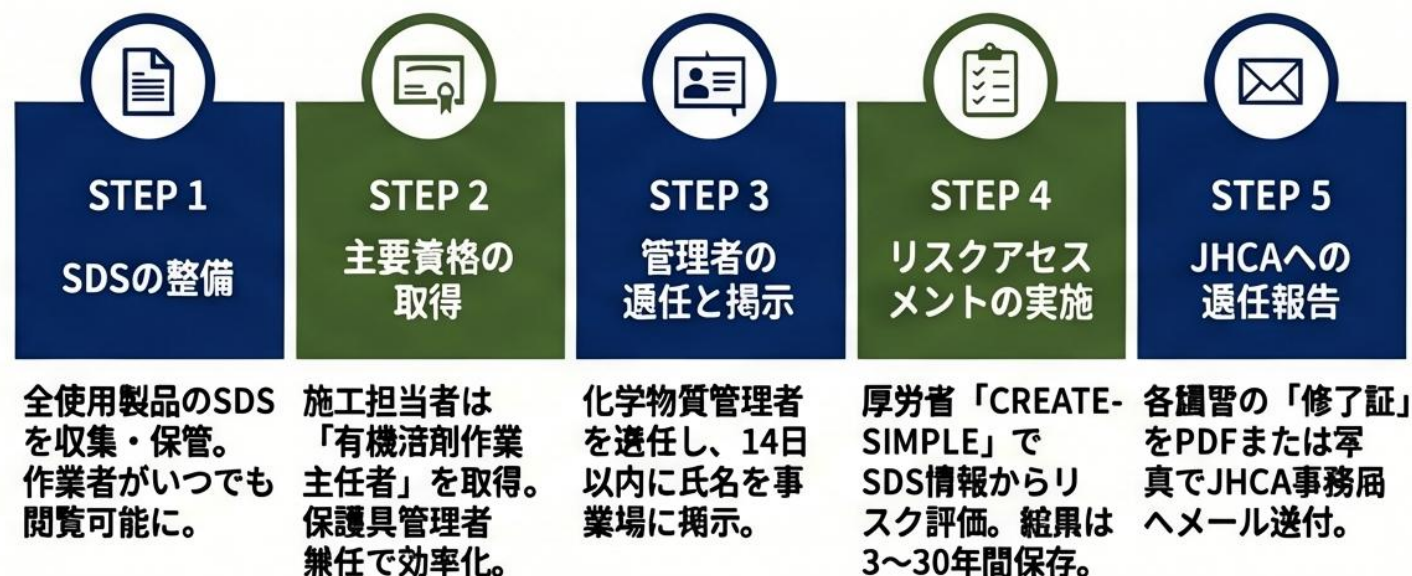 STEP 1
SDSの整備
全使用製品のSDS
を収集・保管。
作業者がいつでも
閲覧可能に。
STEP 2
主要資格の
取得
施工担当者は
「有機溶剤作業
主任者」を取得。
保護具管理者
兼任で効率化。
STEP 3
管理者の
選任と掲示
化学物質管理者
を選任し、14日
以内に氏名を事
業場に掲示。
STEP 4
リスクアセス
メントの実施
厚労省「CREATE-
SIMPLE」で
SDS情報からリ
スク評価。結果は
3〜30年間保存。
STEP 5
JHCAへの
選任報告
各講習の「修了証」
をPDFまたは写
真でJHCA事務局
へメール送付。